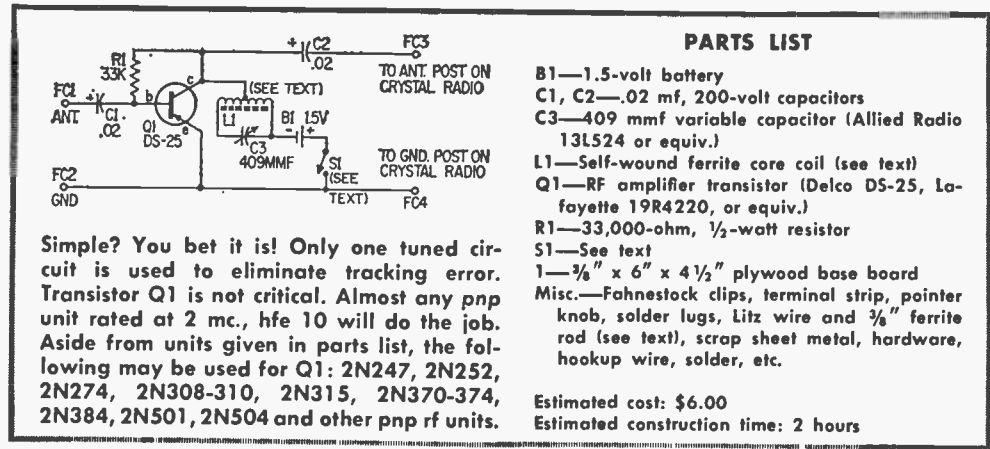 R1
33K
FC1
ANT.
+
C1
.02
b
c
e
Q1
DS-25
(SEE TEXT)
L1
C3
409MMF
B1 1.5V
- +
S1
(SEE
TEXT)
+
C2
.02
FC3
TO ANT. POST ON
CRYSTAL RADIO
TO GND. POST ON
CRYSTAL RADIO
FC4
FC2
GND
Simple? You bet it is! Only one tuned cir-
cuit is used to eliminate tracking error.
Transistor Q1 is not critical. Almost any pnp
unit rated at 2 mc., hfe 10 will do the job.
Aside from units given in parts list, the fol-
lowing may be used for Q1: 2N247, 2N252,
2N274, 2N308-310, 2N315, 2N370-374,
2N384, 2N501, 2N504 and other pnp rf units.
PARTS LIST
B1—1.5-volt battery
C1, C2—.02 mf, 200-volt capacitors
C3—409 mmf variable capacitor (Allied Radio
13L524 or equiv.)
L1—Self-wound ferrite core coil (see text)
Q1—RF amplifier transistor (Delco DS-25, La-
fayette 19R4220, or equiv.)
R1—33,000-ohm, ½-watt resistor
S1—See text
1—⅜" x 6" x 4½" plywood base board
Misc.—Fahnestock clips, terminal strip, pointer
knob, solder lugs, Litz wire and ⅜" ferrite
rod (see text), scrap sheet metal, hardware,
hookup wire, solder, etc.
Estimated cost: $6.00
Estimated construction time: 2 hours